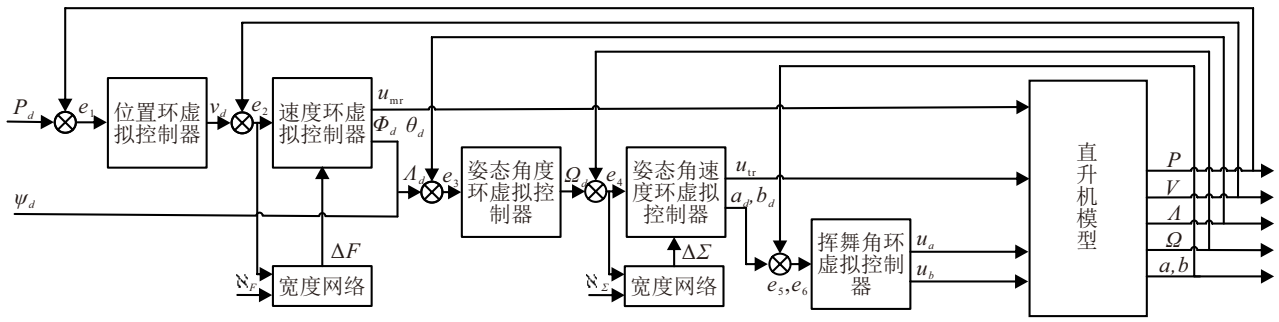 P_d
e_1
位置环虚
拟控制器
v_d
e_2
速度环虚
拟控制器
u_mr
Φ_d θ_d
Λ_d
e_3
姿态角度
环虚拟控
制器
Ω_d
e_4
姿态角速
度环虚拟
控制器
u_tr
a_d,b_d
e_5,e_6
挥舞角环
虚拟控制
器
u_a
u_b
直
升
机
模
型
P
V
Λ
Ω
a,b
ψ_d
ΔF
ℵ_F
宽度网络
ΔΣ
ℵ_Σ
宽度网络